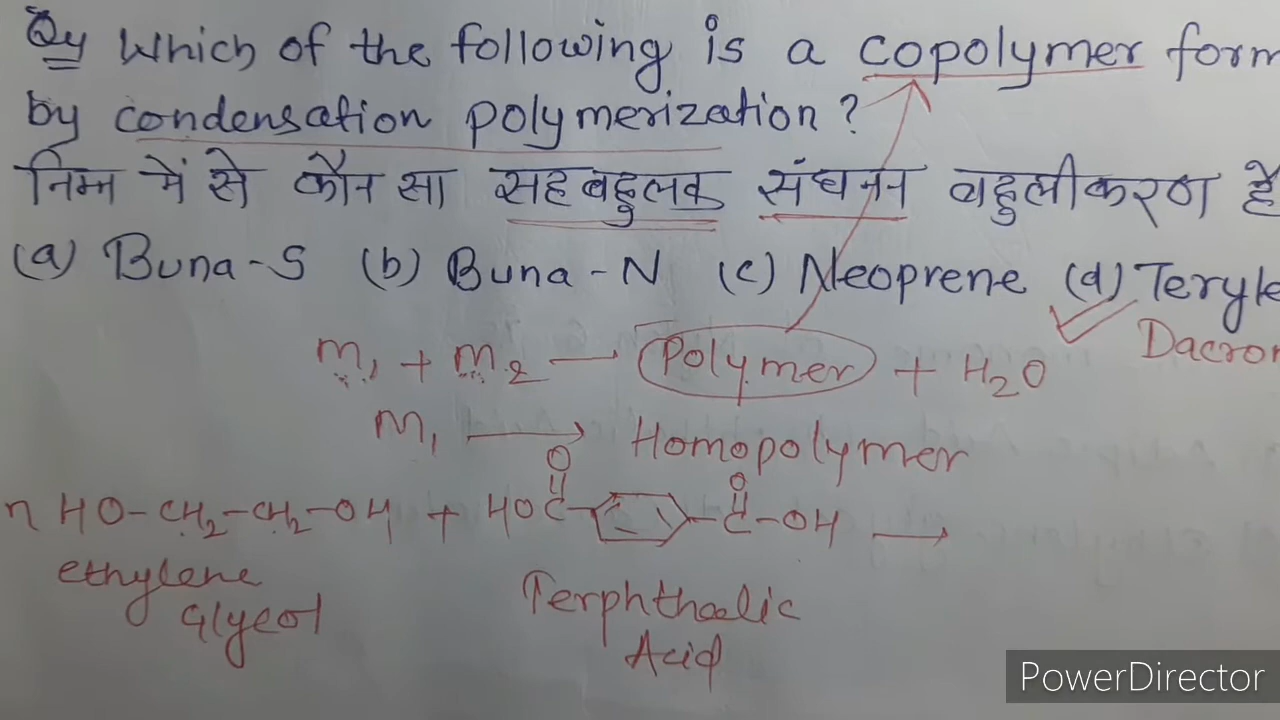 Qy Which of the following is a copolymer form
by condensation polymerization ?
निम्न में से कौन सा सहबहुलक संघनन बहुलीकरण है
(a) Buna-S (b) Buna-N (c) Neoprene (d) Teryle
Dacron
M1 + M2 — Polymer + H2O
M1 ⟶ Homopolymer
n HO-CH2-CH2-OH + HOC-⌬-C-OH ⟶
O O
ethylene Glycol
Terphthalic Acid
PowerDirector